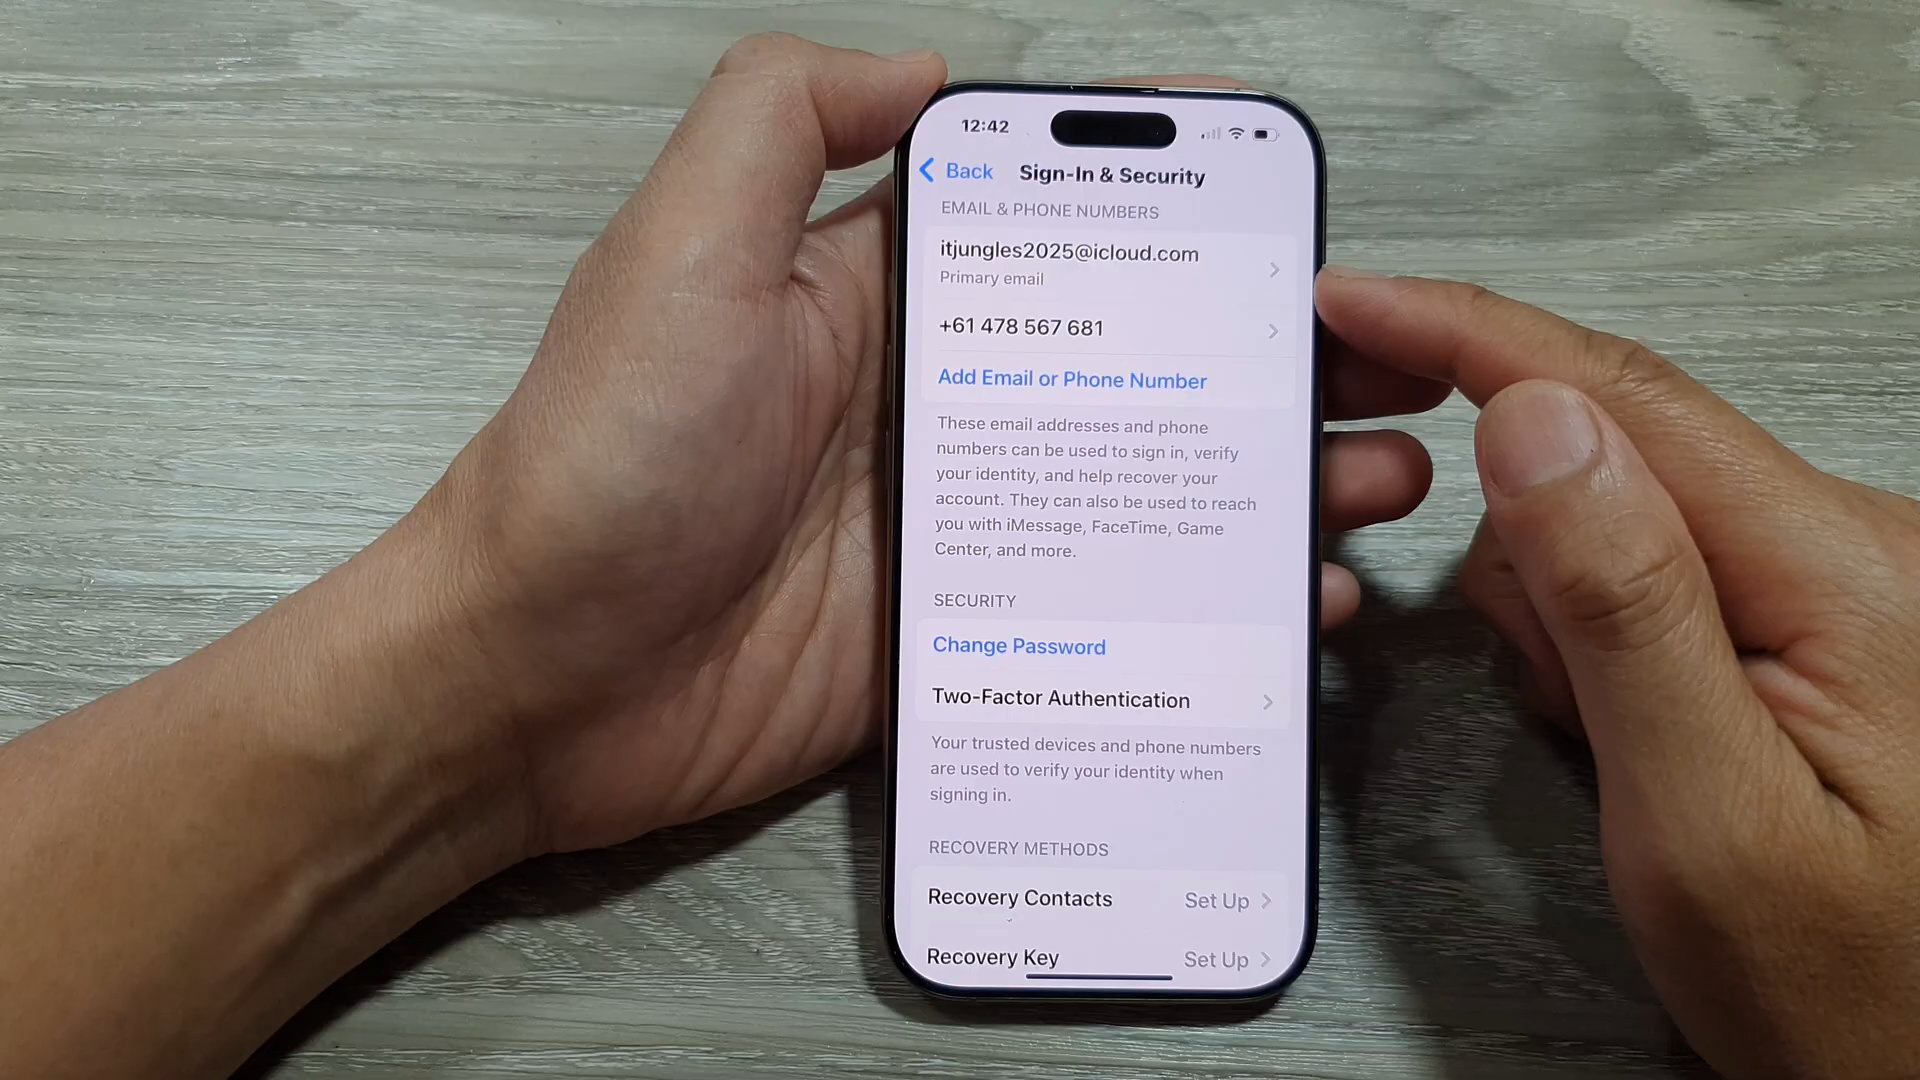 12:42
Back Sign-In & Security
EMAIL & PHONE NUMBERS
itjungles2025@icloud.com
Primary email
+61 478 567 681
Add Email or Phone Number
These email addresses and phone
numbers can be used to sign in, verify
your identity, and help recover your
account. They can also be used to reach
you with iMessage, FaceTime, Game
Center, and more.
SECURITY
Change Password
Two-Factor Authentication
Your trusted devices and phone numbers
are used to verify your identity when
signing in.
RECOVERY METHODS
Recovery Contacts Set Up
Recovery Key Set Up